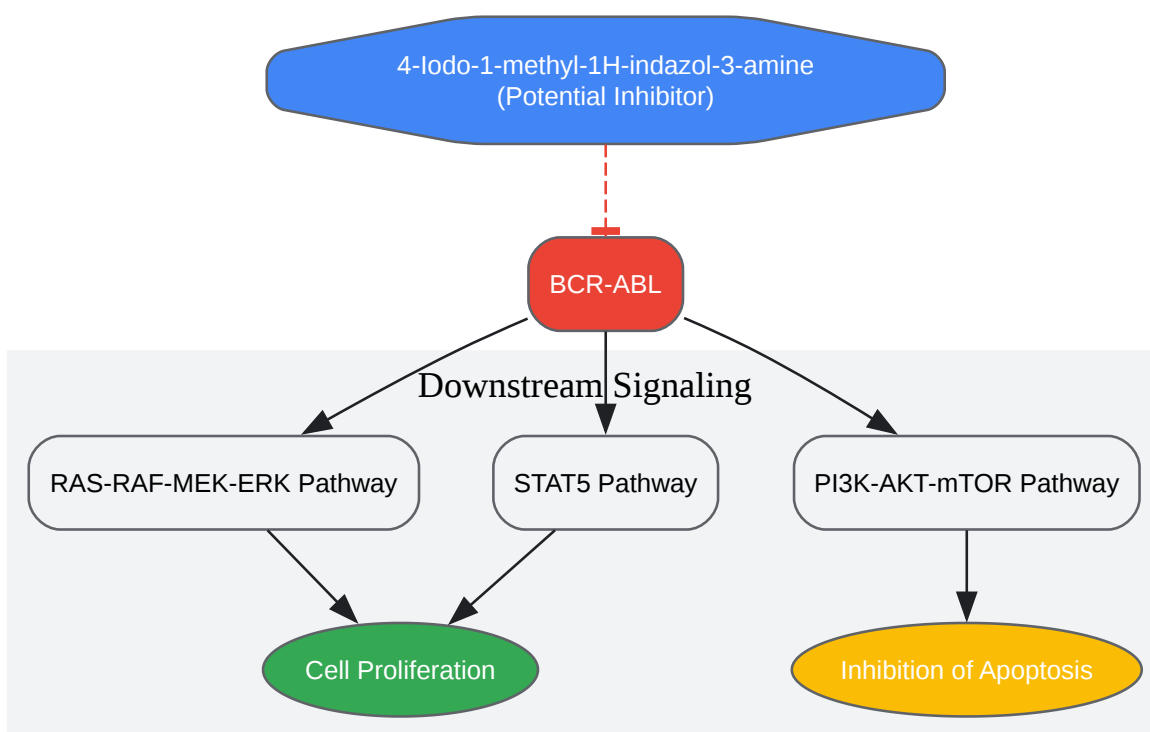 4-Iodo-1-methyl-1H-indazol-3-amine
(Potential Inhibitor)
BCR-ABL
Downstream Signaling
RAS-RAF-MEK-ERK Pathway
STAT5 Pathway
PI3K-AKT-mTOR Pathway
Cell Proliferation
Inhibition of Apoptosis